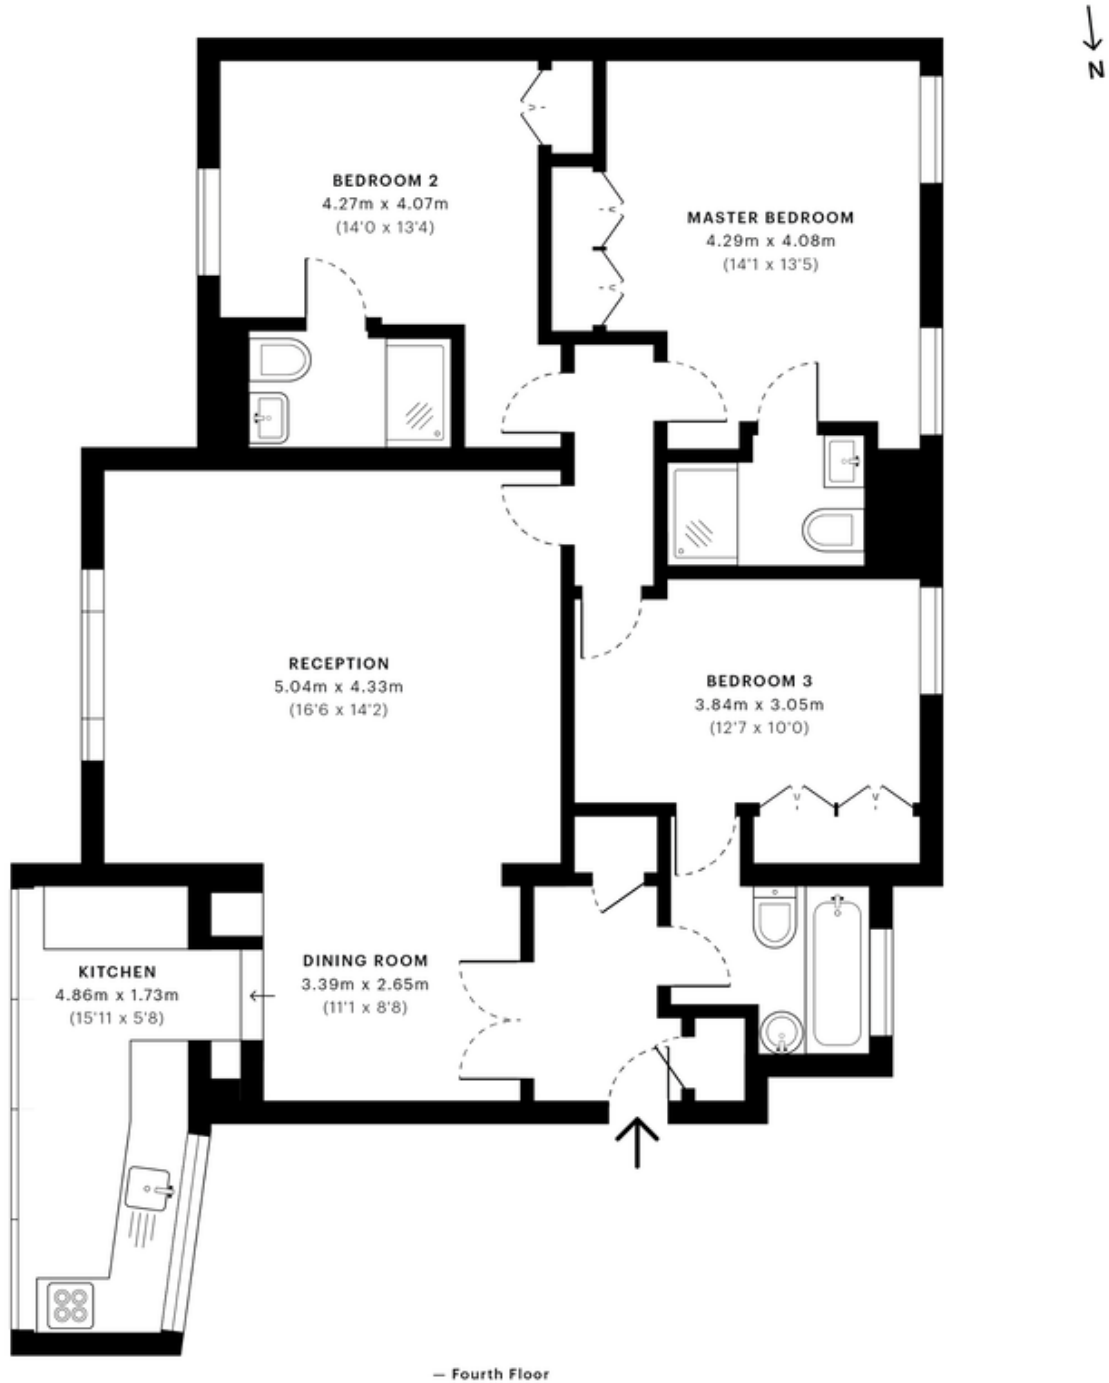 N
BEDROOM 2
4.27m x 4.07m
(14'0 x 13'4)
MASTER BEDROOM
4.29m x 4.08m
(14'1 x 13'5)
RECEPTION
5.04m x 4.33m
(16'6 x 14'2)
BEDROOM 3
3.84m x 3.05m
(12'7 x 10'0)
KITCHEN
4.86m x 1.73m
(15'11 x 5'8)
DINING ROOM
3.39m x 2.65m
(11'1 x 8'8)
— Fourth Floor